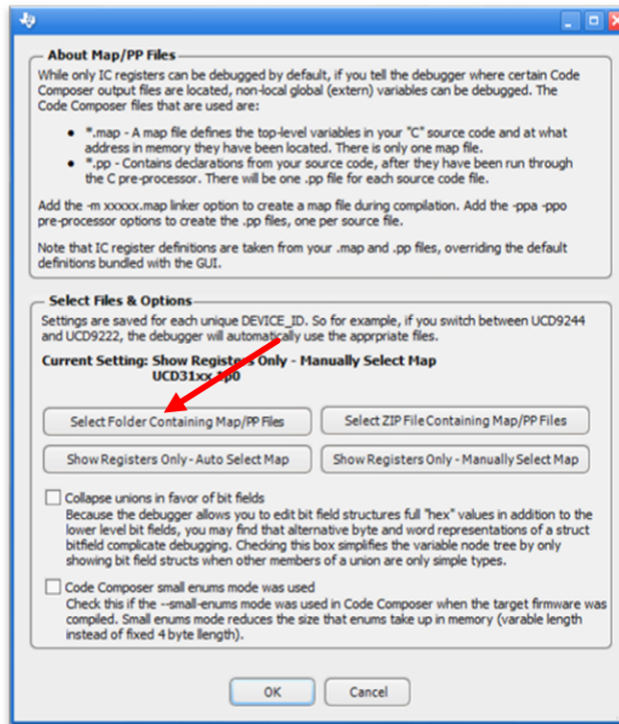 About Map/PP Files
While only IC registers can be debugged by default, if you tell the debugger where certain Code
Composer output files are located, non-local global (extern) variables can be debugged. The
Code Composer files that are used are:
• *.map - A map file defines the top-level variables in your "C" source code and at what
address in memory they have been located. There is only one map file.
• *.pp - Contains declarations from your source code, after they have been run through
the C pre-processor. There will be one .pp file for each source code file.
Add the -m xxxxx.map linker option to create a map file during compilation. Add the -ppa -ppo
pre-processor options to create the .pp files, one per source file.
Note that IC register definitions are taken from your .map and .pp files, overriding the default
definitions bundled with the GUI.
Select Files & Options
Settings are saved for each unique DEVICE_ID. So for example, if you switch between UCD9244
and UCD9222, the debugger will automatically use the apprpriate files.
Current Setting: Show Registers Only - Manually Select Map
UCD31xx
Select Folder Containing Map/PP Files
Select ZIP File Containing Map/PP Files
Show Registers Only - Auto Select Map
Show Registers Only - Manually Select Map
Collapse unions in favor of bit fields
Because the debugger allows you to edit bit field structures full "hex" values in addition to the
lower level bit fields, you may find that alternative byte and word representations of a struct
bitfield complicate debugging. Checking this box simplifies the variable node tree by only
showing bit field structs when other members of a union are only simple types.
Code Composer small enums mode was used
Check this if the --small-enums mode was used in Code Composer when the target firmware was
compiled. Small enums mode reduces the size that enums take up in memory (varable length
instead of fixed 4 byte llength).
OK
Cancel